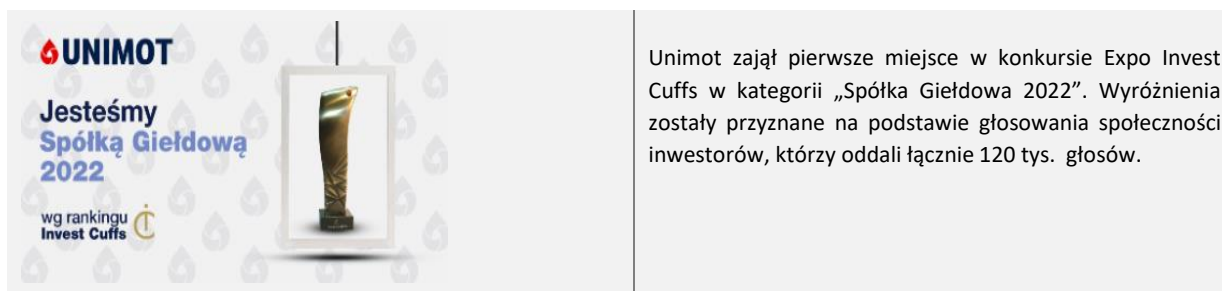 UNIMOT
Jesteśmy
Spółką Giełdową
2022
wg rankingu
Invest Cuffs
Unimot zajął pierwsze miejsce w konkursie Expo Invest
Cuffs w kategorii „Spółka Giełdowa 2022”. Wyróżnienia
zostały przyznane na podstawie głosowania społeczności
inwestorów, którzy oddali łącznie 120 tys.  głosów.